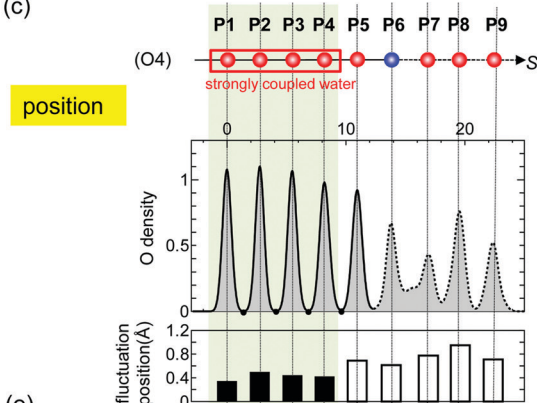 (c)
P1 P2 P3 P4 P5 P6 P7 P8 P9
(O4)
S
strongly coupled water
position
0 10 20
O density
1
0.5
0
fluctuation
position(Å)
1.2
0.8
0.4
0